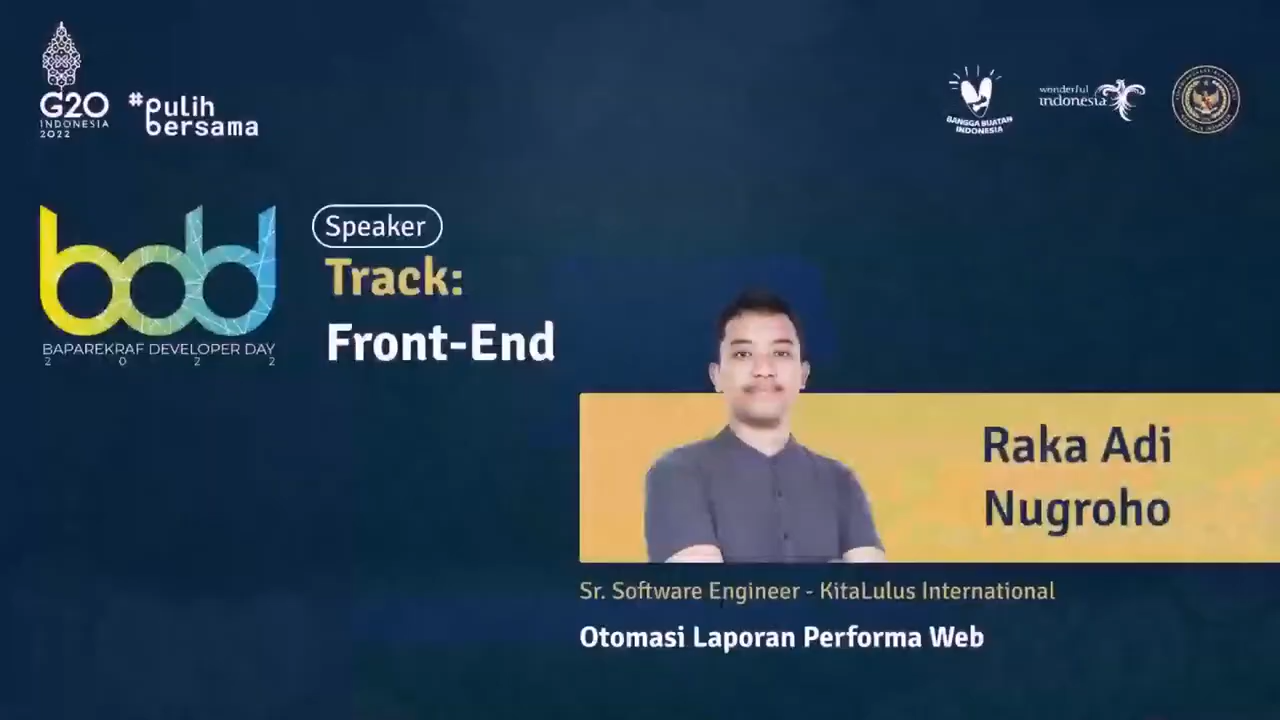 G20
INDONESIA
2022
#pulih
bersama
BANGGA BUATAN
INDONESIA
wonderful
indonesia
bdd
BAPAREKRAF DEVELOPER DAY
2022
Speaker
Track:
Front-End
Raka Adi
Nugroho
Sr. Software Engineer - KitaLulus International
Otomasi Laporan Performa Web